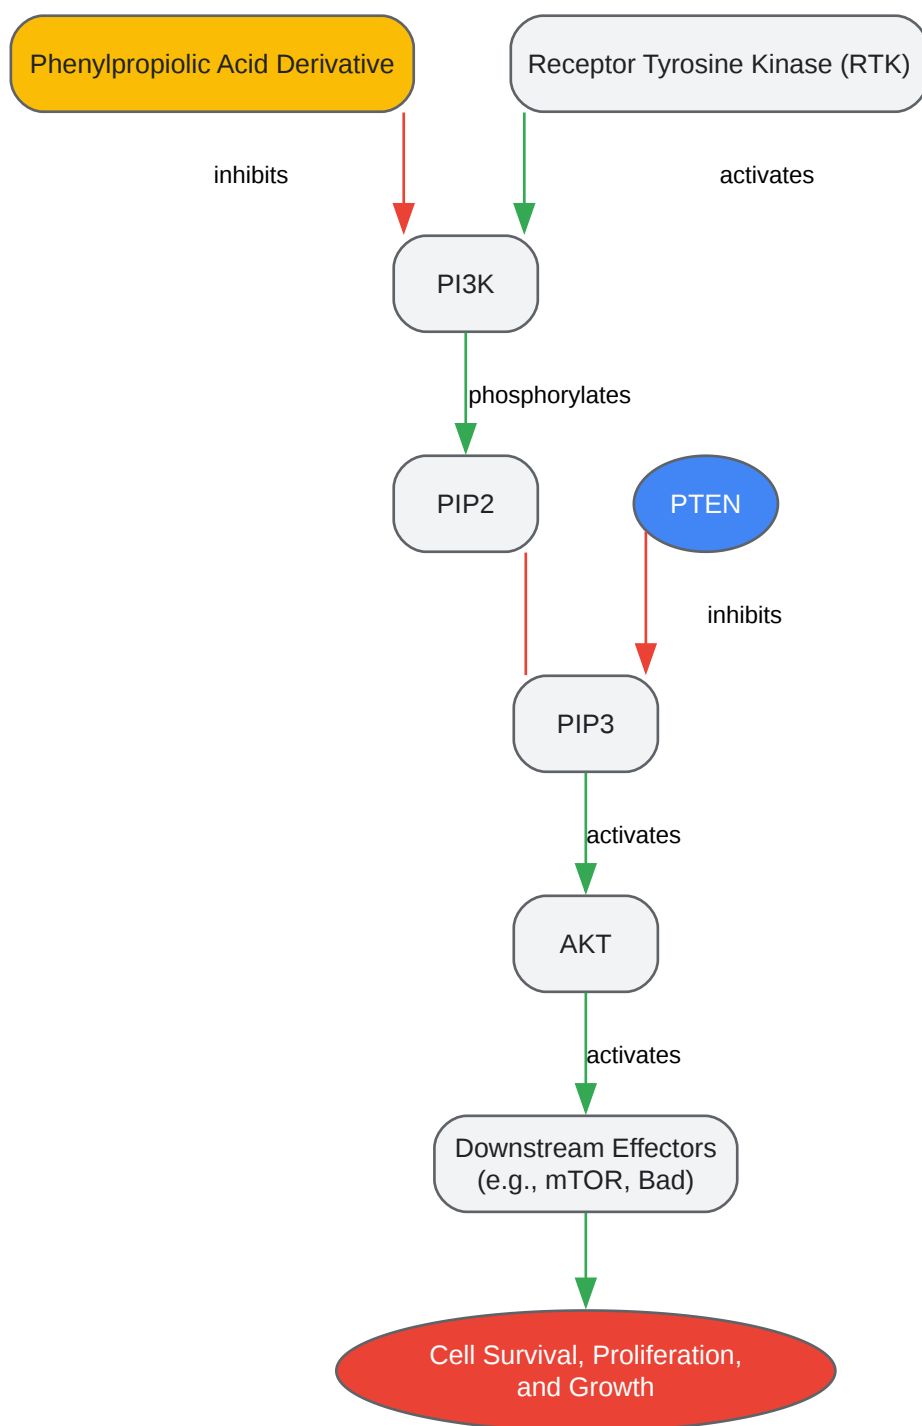 Phenylpropiolic Acid Derivative
Receptor Tyrosine Kinase (RTK)
inhibits
activates
PI3K
phosphorylates
PIP2
PTEN
inhibits
PIP3
activates
AKT
activates
Downstream Effectors
(e.g., mTOR, Bad)
Cell Survival, Proliferation,
and Growth